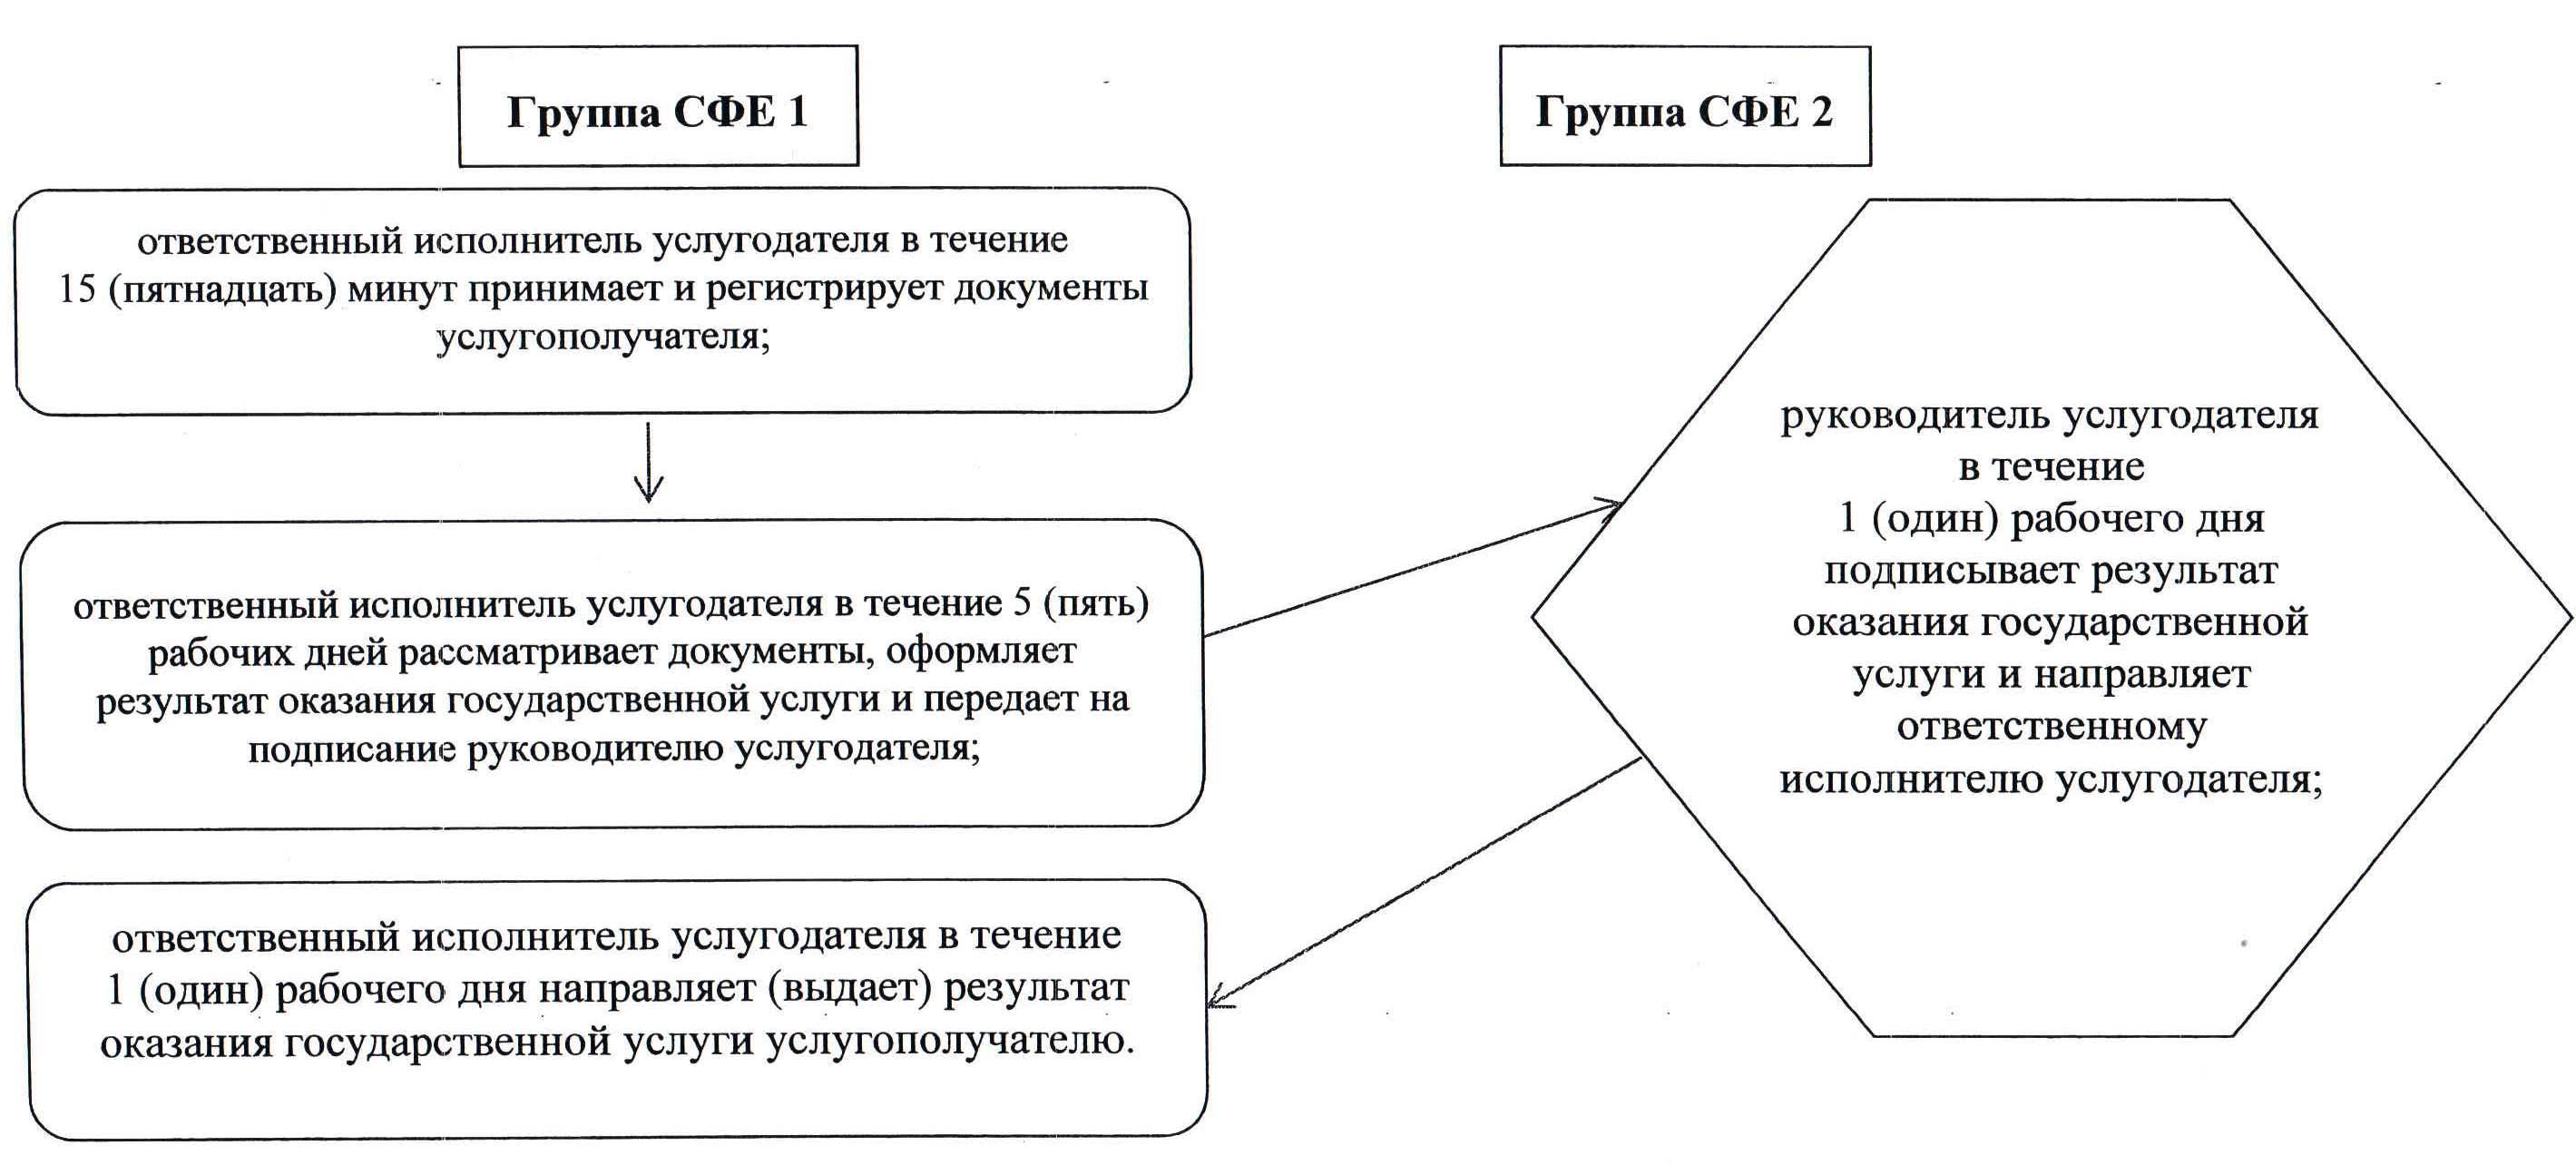 Группа СФЕ 1
ответственный исполнитель услугодателя в течение
15 (пятнадцать) минут принимает и регистрирует документы
услугополучателя;
ответственный исполнитель услугодателя в течение 5 (пять)
рабочих дней рассматривает документы, оформляет
результат оказания государственной услуги и передает на
подписание руководителю услугодателя;
ответственный исполнитель услугодателя в течение
1 (один) рабочего дня направляет (выдает) результат
оказания государственной услуги услугополучателю.
Группа СФЕ 2
руководитель услугодателя
в течение
1 (один) рабочего дня
подписывает результат
оказания государственной
услуги и направляет
ответственному
исполнителю услугодателя;